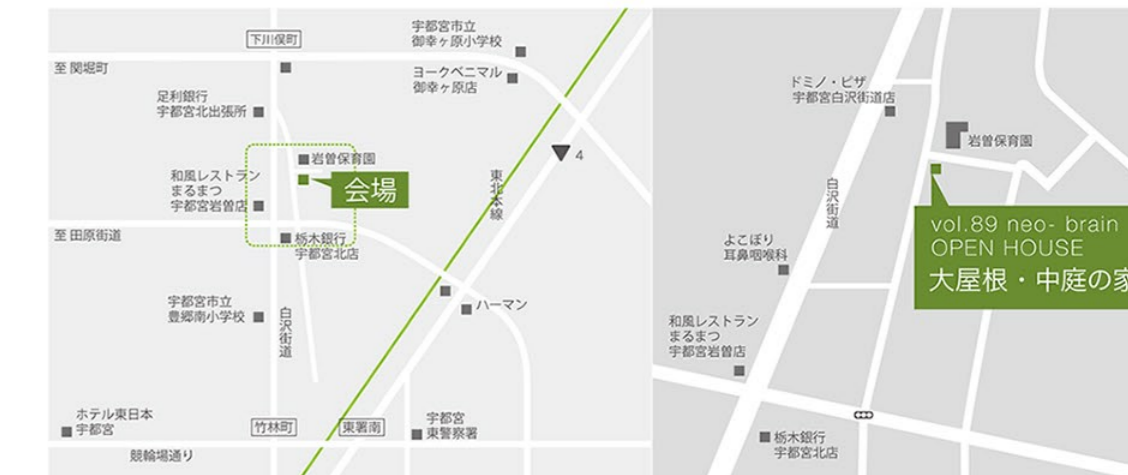 宇都宮市立
御幸ヶ原小学校
下川俣町
至 関堀町
ヨークベニマル
御幸ヶ原店
足利銀行
宇都宮北出張所
岩曽保育園
4
和風レストラン
まるまつ
宇都宮岩曽店
会場
東北本線
至 田原街道
栃木銀行
宇都宮北店
宇都宮市立
豊郷南小学校
白沢街道
ハーマン
ホテル東日本
宇都宮
竹林町
東署南
宇都宮
東警察署
競輪場通り
ドミノ・ピザ
宇都宮白沢街道店
岩曽保育園
白沢街道
vol.89 neo- brain
OPEN HOUSE
大屋根・中庭の家
よこぼり
耳鼻咽喉科
和風レストラン
まるまつ
宇都宮岩曽店
栃木銀行
宇都宮北店